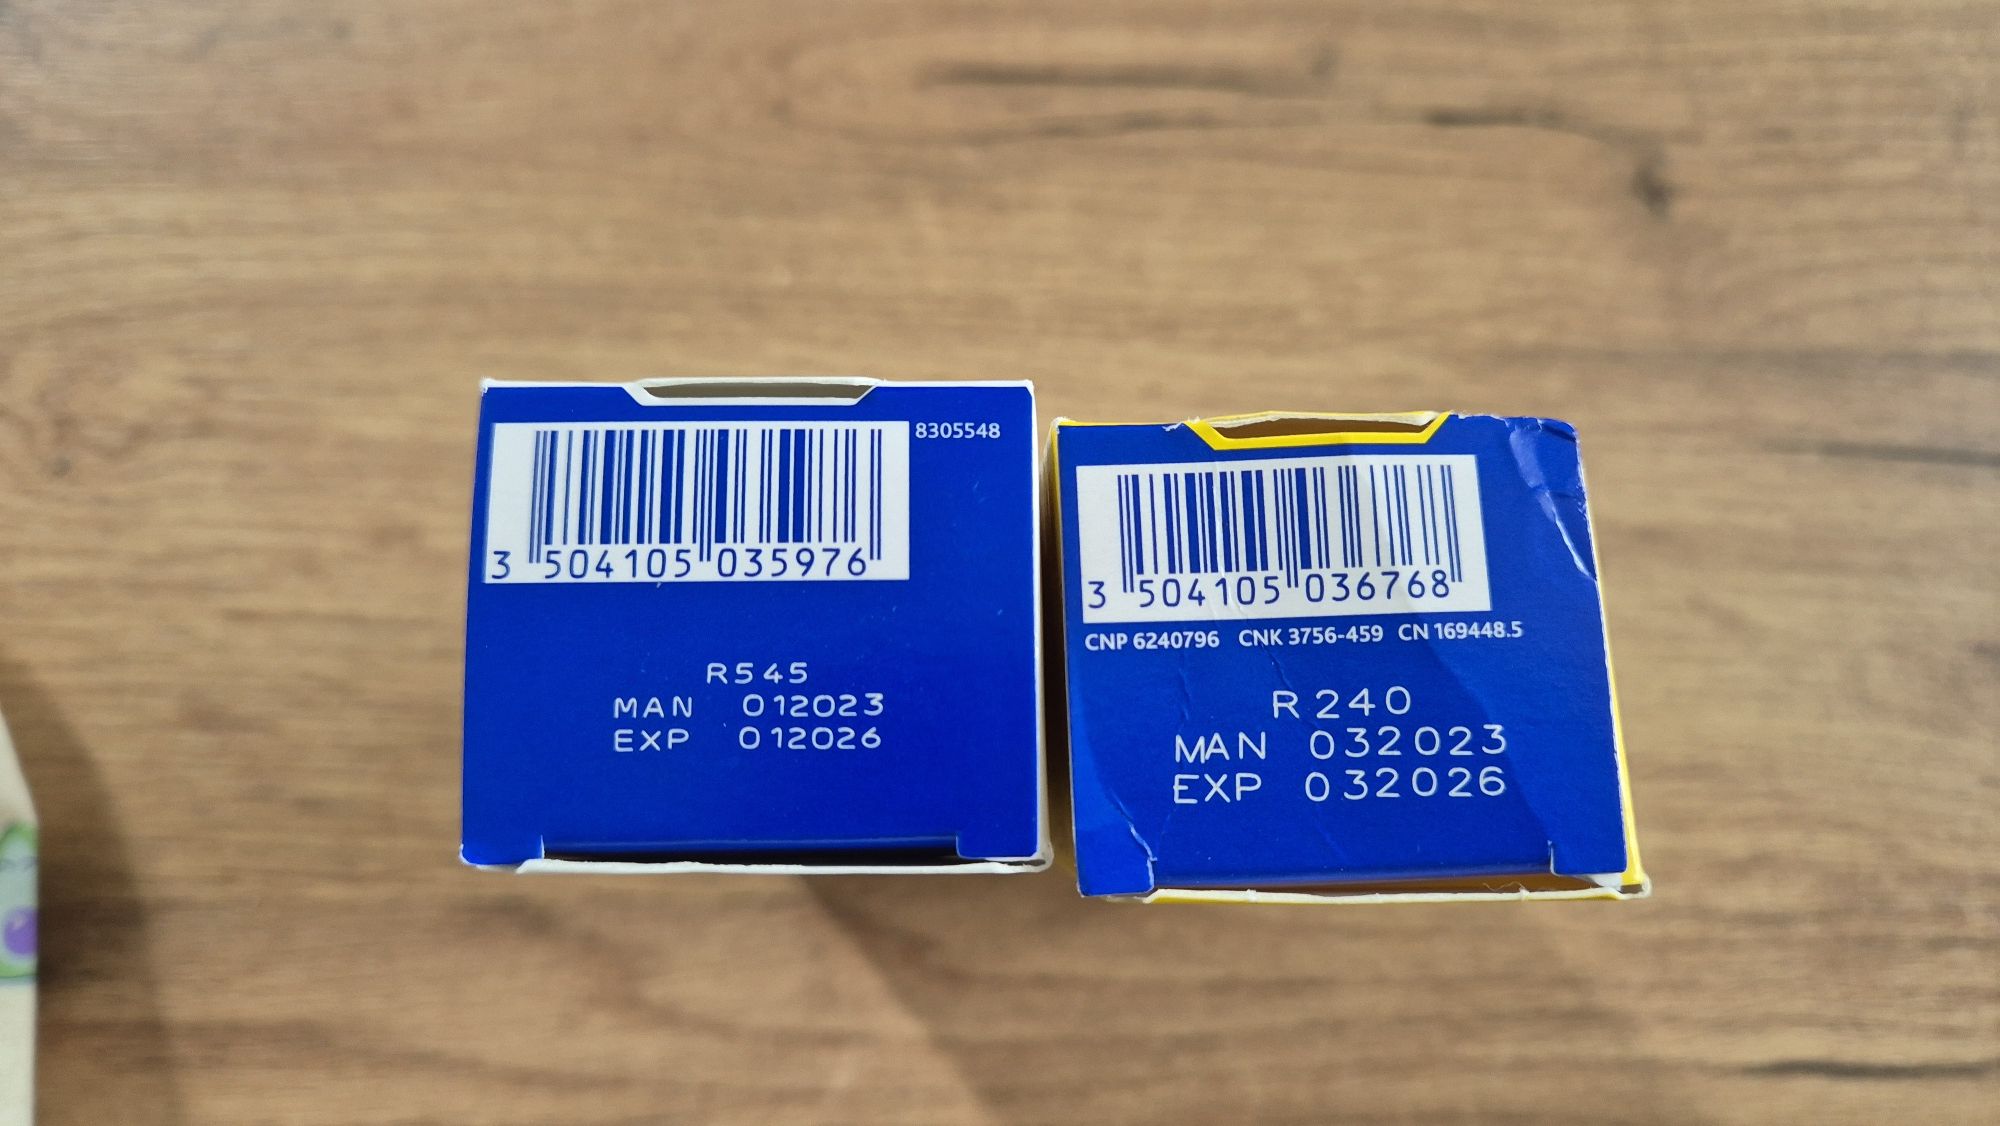 8305548
3 504105 035976
R545
MAN 012023
EXP 012026
3 504105 036768
CNP 6240796 CNK 3756-459 CN 169448.5
R240
MAN 032023
EXP 032026